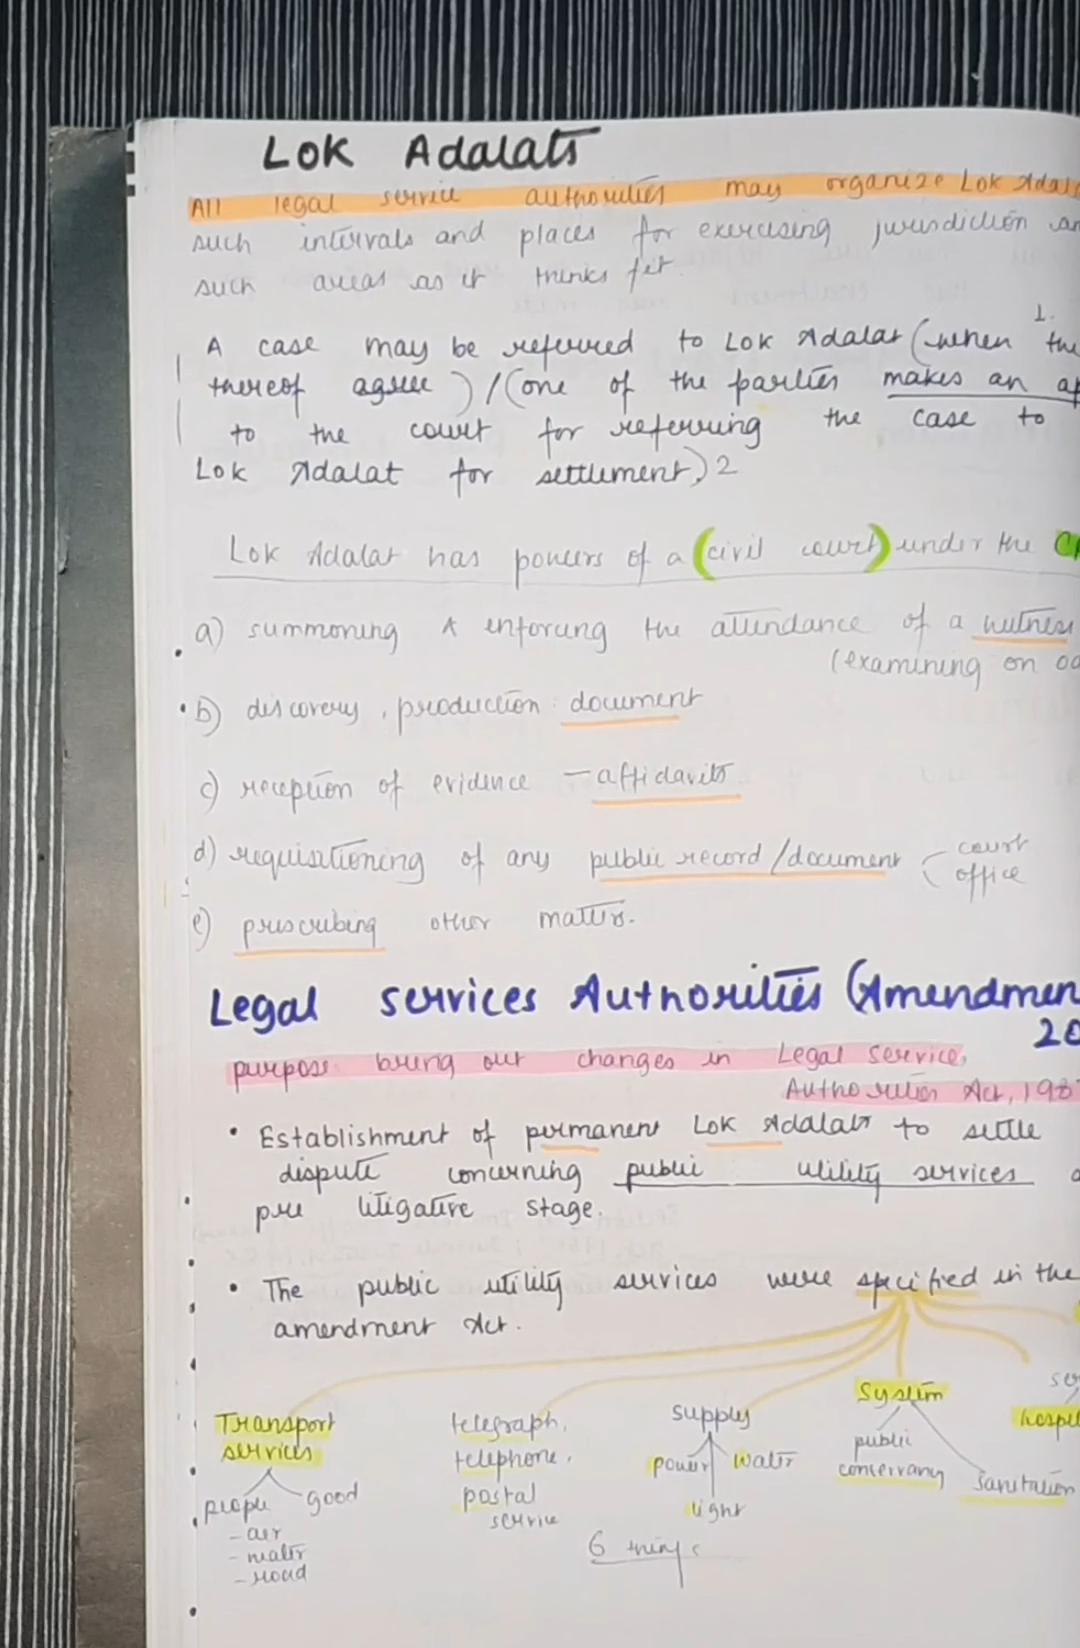 Lok Adalats
All legal service authorities may organize Lok Adal
such intervals and places for exercising jurisdiction an
such areas as it thinks fit.
1.
A case may be referred to Lok Adalat (when the
thereof agree) / (one of the parties makes an ap
to the court for referring the case to
Lok Adalat for settlement) 2
Lok Adalat has powers of a (civil court) under the CP
a) summoning & enforcing the attendance of a witness
(examining on oa
b) discovery, production : document
c) reception of evidence – affidavits
d) requisitioning of any public record / document court
office
e) prescribing other matters.
Legal services Authorities (Amendmen
20
purpose: bring out changes in Legal service,
Authorities Act, 1987
• Establishment of permanent Lok Adalats to settle
dispute concerning public utility services a
pre litigative stage.
• The public utility services were specified in the
amendment Act.
Transport services
people good
- air
- water
- road
telegraph,
telephone,
postal
service
supply
power water
light
System
public
conservancy sanitation
ser
hospit
6 things